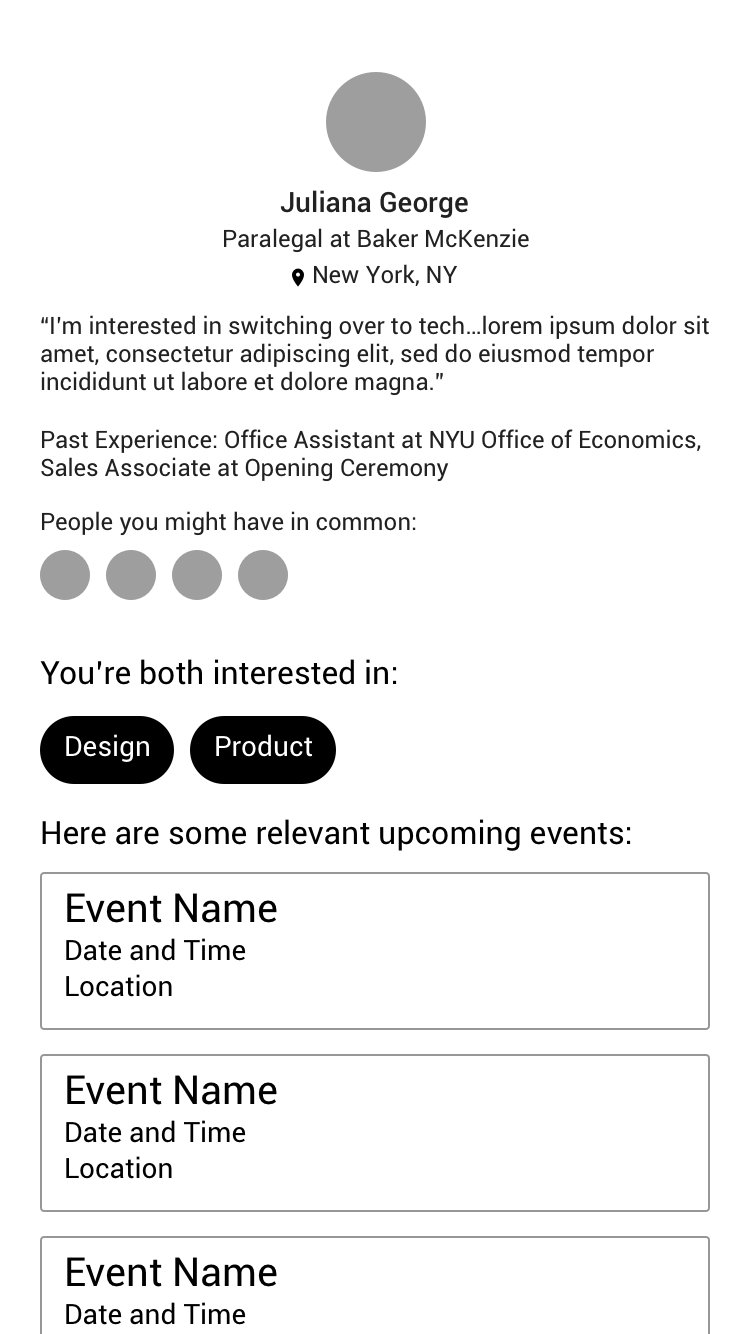 Juliana George
Paralegal at Baker McKenzie
New York, NY
“I'm interested in switching over to tech...lorem ipsum dolor sit
amet, consectetur adipiscing elit, sed do eiusmod tempor
incididunt ut labore et dolore magna.”
Past Experience: Office Assistant at NYU Office of Economics,
Sales Associate at Opening Ceremony
People you might have in common:
You're both interested in:
Design Product
Here are some relevant upcoming events:
Event Name
Date and Time
Location
Event Name
Date and Time
Location
Event Name
Date and Time